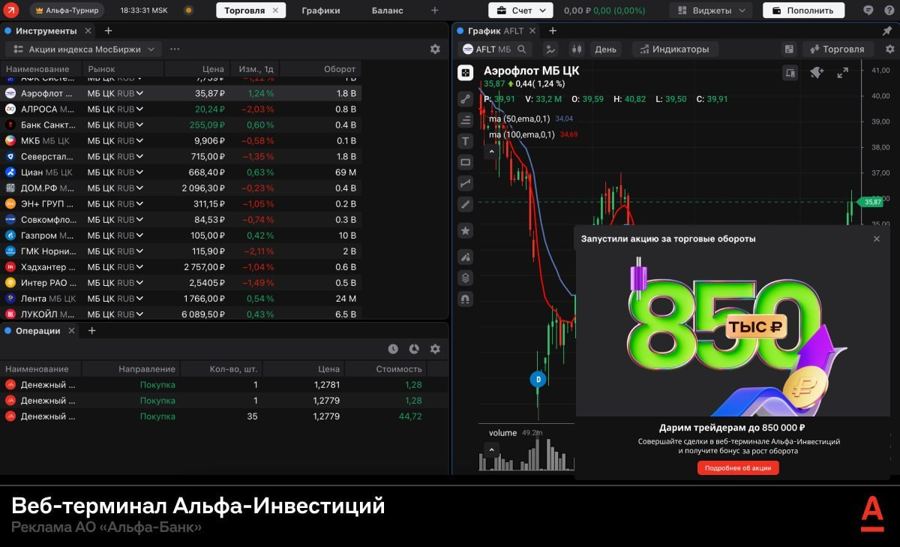 Альфа-Турнир 18:33:31 MSK Торговля Графики Баланс Счет 0,00 ₽ 0,00 (0,00%) Виджеты Пополнить
Инструменты
Акции индекса МосБиржи
Наименование Рынок Цена Изм., 1д Оборот
Аэрофлот ... МБ ЦК RUB 35,87 ₽ 1,24 % 1.8 В
АЛРОСА М... МБ ЦК RUB 20,24 ₽ −2,03 % 0.8 В
Банк Санкт... МБ ЦК RUB 255,09 ₽ 0,60 % 0.4 В
МКБ МБ ЦК МБ ЦК RUB 9,906 ₽ −0,58 % 0.1 В
Северстал... МБ ЦК RUB 715,00 ₽ −1,35 % 1.8 В
Циан МБ ЦК МБ ЦК RUB 668,40 ₽ 0,63 % 69 М
ДОМ.РФ М... МБ ЦК RUB 2 096,30 ₽ −0,23 % 0.4 В
ЭН+ ГРУП ... МБ ЦК RUB 311,15 ₽ −1,05 % 0.2 В
Совкомфло... МБ ЦК RUB 84,53 ₽ −0,74 % 0.3 В
Газпром М... МБ ЦК RUB 105,00 ₽ 0,42 % 10 В
ГМК Норни... МБ ЦК RUB 115,90 ₽ −2,11 % 2 В
Хэдхантер ... МБ ЦК RUB 2 757,00 ₽ −1,04 % 0.6 В
Интер РАО ... МБ ЦК RUB 2,5405 ₽ −1,49 % 0.5 В
Лента МБ ЦК МБ ЦК RUB 1 766,00 ₽ 0,54 % 24 М
ЛУКОЙЛ М... МБ ЦК RUB 6 089,50 ₽ 0,43 % 6.5 В
Операции
Наименование Направление Кол-во, шт. Цена Стоимость
Денежный ... Покупка 1 1,2781 1,28
Денежный ... Покупка 1 1,2779 1,28
Денежный ... Покупка 35 1,2779 44,72
График AFLT
AFLT МБ День Индикаторы Торговля
Аэрофлот МБ ЦК
35,87 0,44( 1,24 %)
P: 39,91 V: 33,2 M O: 39,59 H: 40,82 L: 39,50 C: 39,91
ma (50,ema,0,1) 34,04
ma (100,ema,0,1) 34,69
41,00
40,00
39,00
37,00
35,87
35,00
D
volume 49.2m
Запустили акцию за торговые обороты
850
ТЫС ₽
Дарим трейдерам до 850 000 ₽
Совершайте сделки в веб-терминале Альфа-Инвестиций
и получите бонус за рост оборота
Подробнее об акции
Веб-терминал Альфа-Инвестиций
Реклама АО «Альфа-Банк»